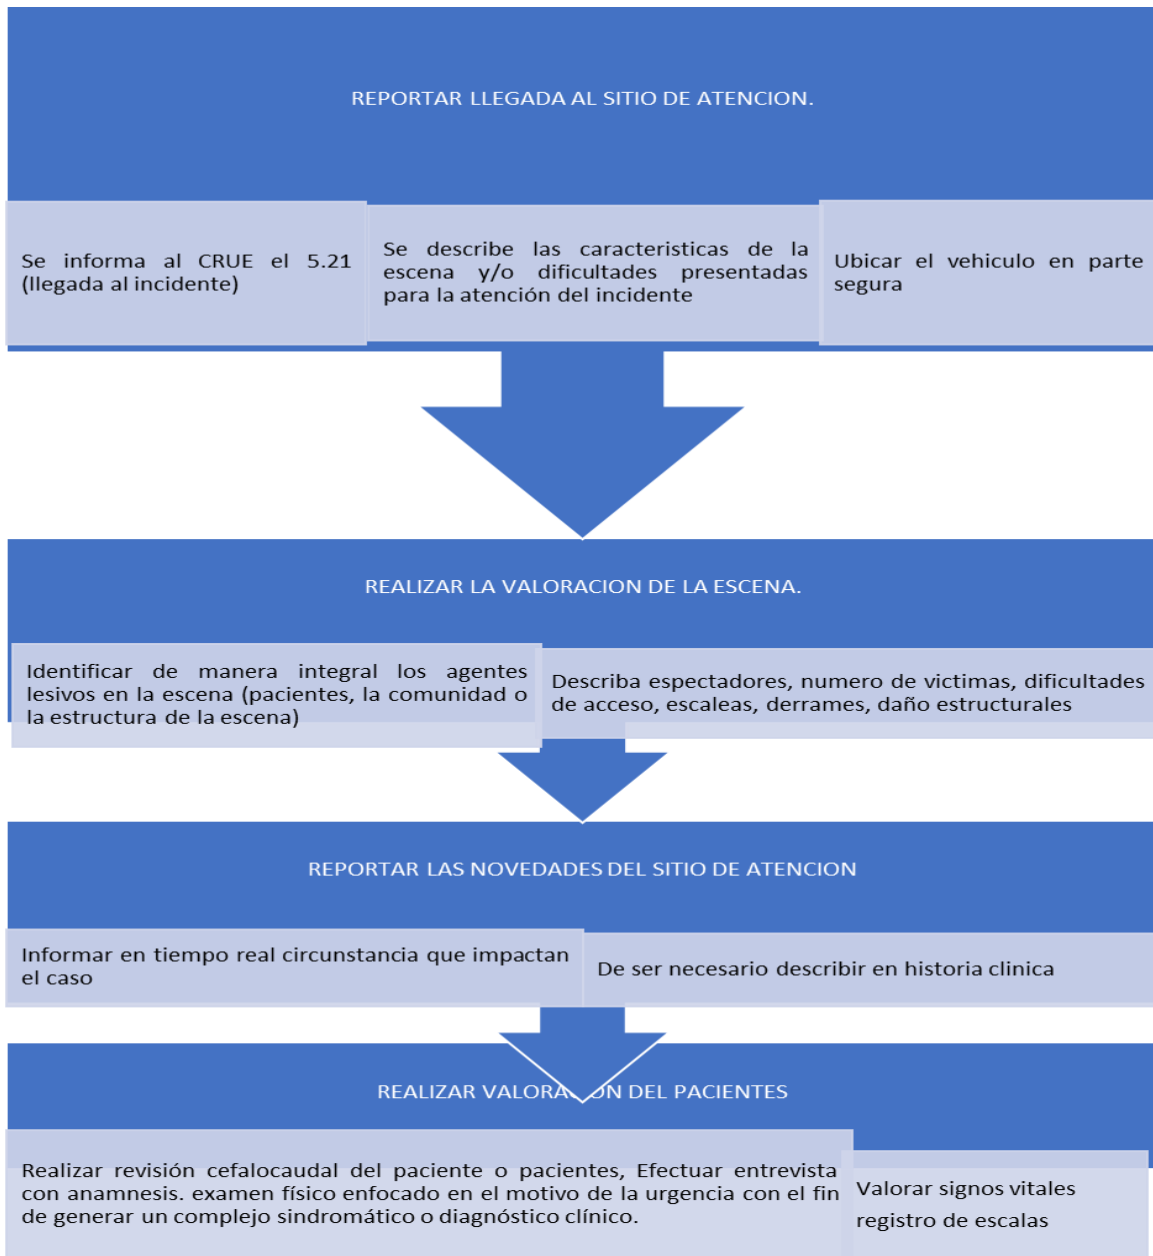 REPORTAR LLEGADA AL SITIO DE ATENCION.
Se informa al CRUE el 5.21
(llegada al incidente)
Se describe las caracteristicas de la
escena y/o dificultades presentadas
para la atención del incidente
Ubicar el vehiculo en parte
segura
REALIZAR LA VALORACION DE LA ESCENA.
Identificar de manera integral los agentes
lesivos en la escena (pacientes, la comunidad o
la estructura de la escena)
Describa espectadores, numero de victimas, dificultades
de acceso, escaleas, derrames, daño estructurales
REPORTAR LAS NOVEDADES DEL SITIO DE ATENCION
Informar en tiempo real circunstancia que impactan
el caso
De ser necesario describir en historia clinica
REALIZAR VALORACION DEL PACIENTES
Realizar revisión cefalocaudal del paciente o pacientes, Efectuar entrevista
con anamnesis. examen físico enfocado en el motivo de la urgencia con el fin
de generar un complejo sindromático o diagnóstico clínico.
Valorar signos vitales
registro de escalas